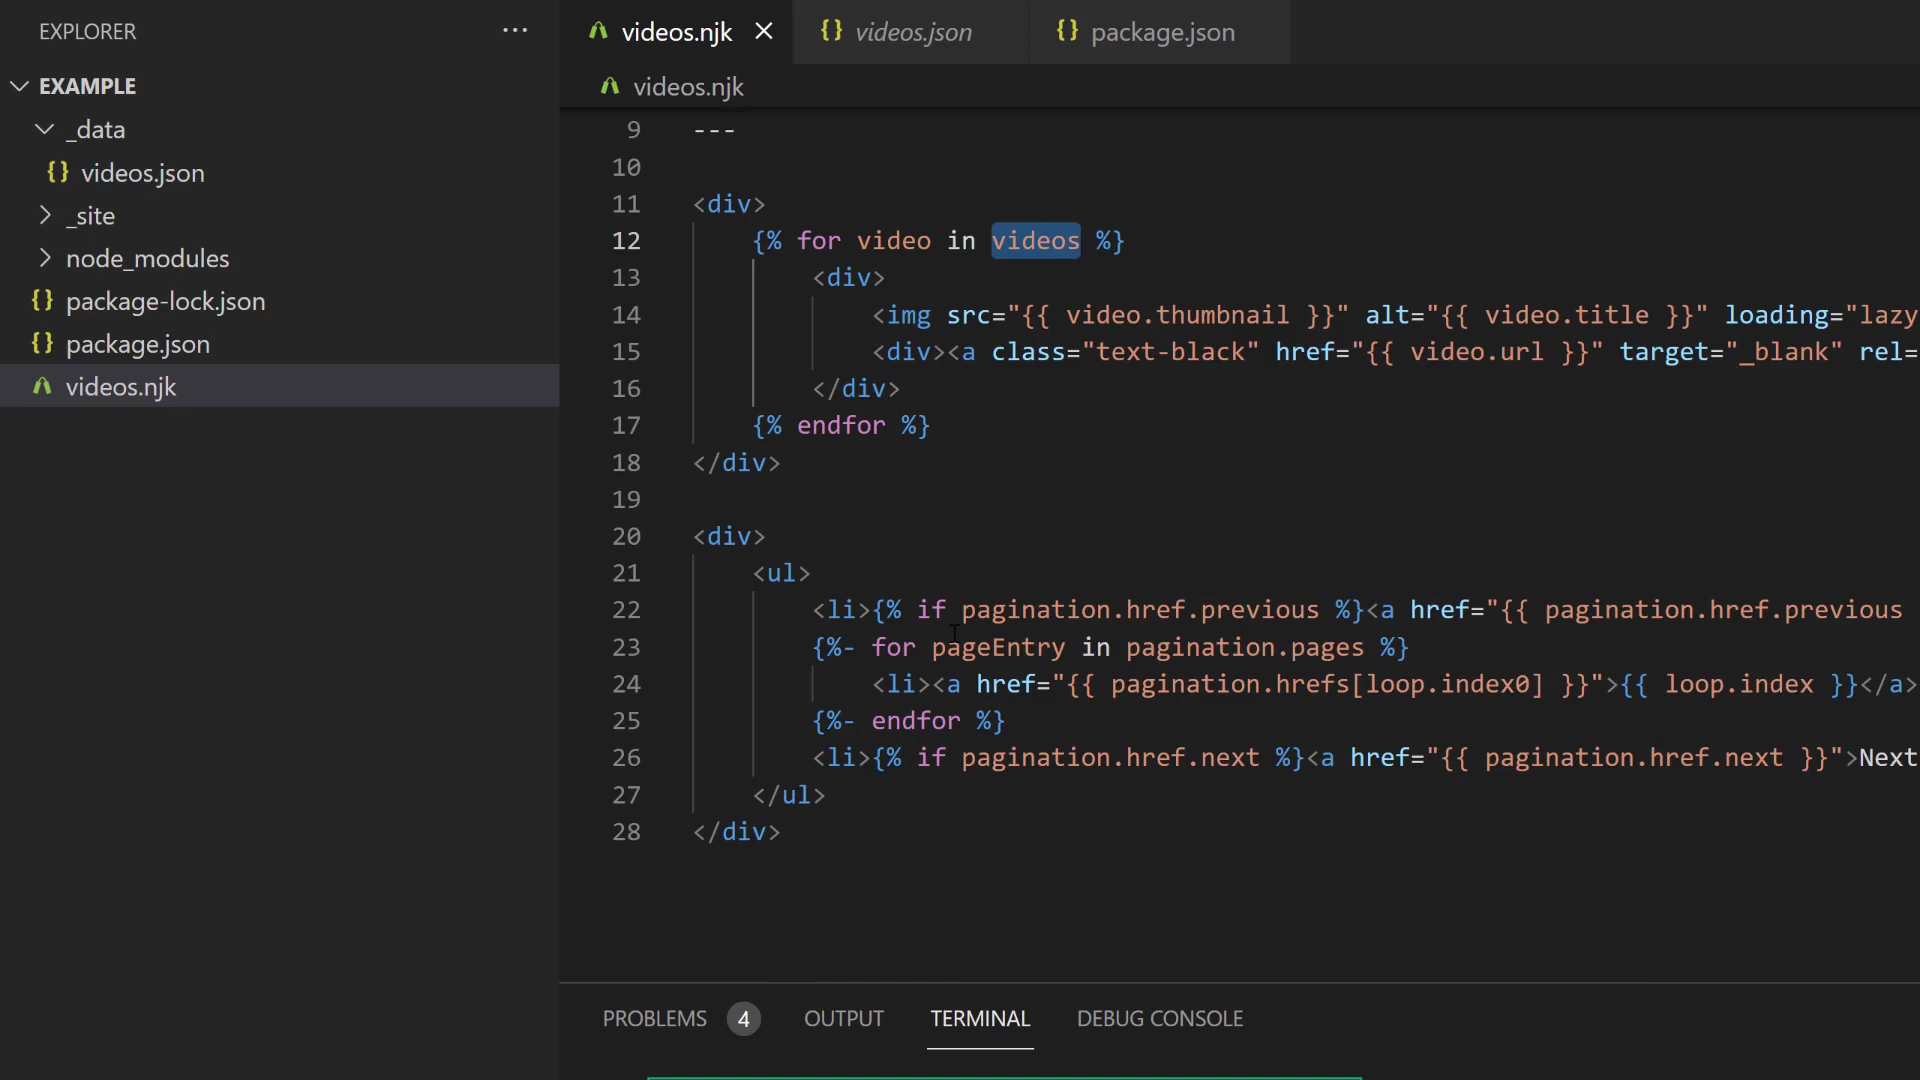 EXPLORER ···
EXAMPLE
_data
{} videos.json
_site
node_modules
{} package-lock.json
{} package.json
videos.njk
videos.njk × {} videos.json {} package.json
videos.njk
9 ---
10
11 <div>
12 {% for video in videos %}
13 <div>
14 <img src="{{ video.thumbnail }}" alt="{{ video.title }}" loading="lazy
15 <div><a class="text-black" href="{{ video.url }}" target="_blank" rel=
16 </div>
17 {% endfor %}
18 </div>
19
20 <div>
21 <ul>
22 <li>{% if pagination.href.previous %}<a href="{{ pagination.href.previous
23 {%- for pageEntry in pagination.pages %}
24 <li><a href="{{ pagination.hrefs[loop.index0] }}">{{ loop.index }}</a>
25 {%- endfor %}
26 <li>{% if pagination.href.next %}<a href="{{ pagination.href.next }}">Next
27 </ul>
28 </div>
PROBLEMS 4 OUTPUT TERMINAL DEBUG CONSOLE